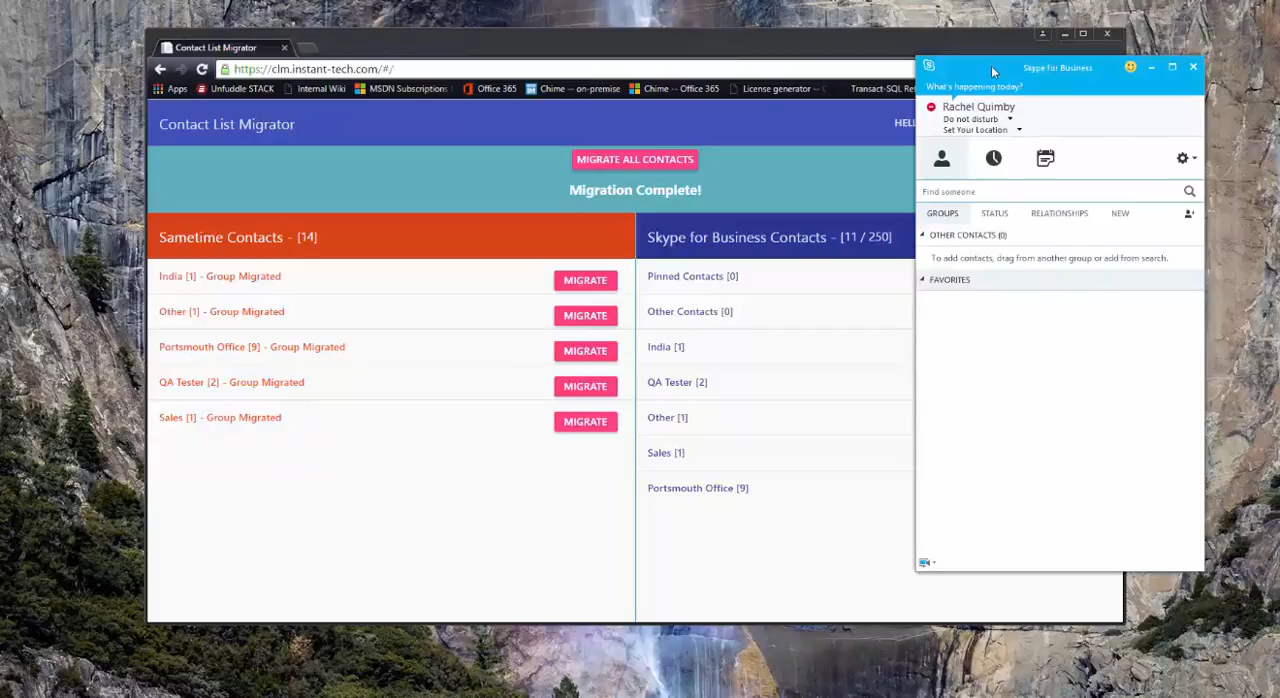 Contact List Migrator
https://clm.instant-tech.com/#/
Apps Unfuddle STACK Internal Wiki MSDN Subscriptions Office 365 Chime -- on-premise Chime -- Office 365 License generator -- Transact-SQL
Contact List Migrator
MIGRATE ALL CONTACTS
Migration Complete!
Sametime Contacts - [14]
India [1] - Group Migrated MIGRATE
Other [1] - Group Migrated MIGRATE
Portsmouth Office [9] - Group Migrated MIGRATE
QA Tester [2] - Group Migrated MIGRATE
Sales [1] - Group Migrated MIGRATE
Skype for Business Contacts - [11 / 250]
Pinned Contacts [0]
Other Contacts [0]
India [1]
QA Tester [2]
Other [1]
Sales [1]
Portsmouth Office [9]
Skype for Business
What's happening today?
Rachel Quimby
Do not disturb
Set Your Location
Find someone
GROUPS STATUS RELATIONSHIPS NEW
OTHER CONTACTS (0)
To add contacts, drag from another group or add from search.
FAVORITES